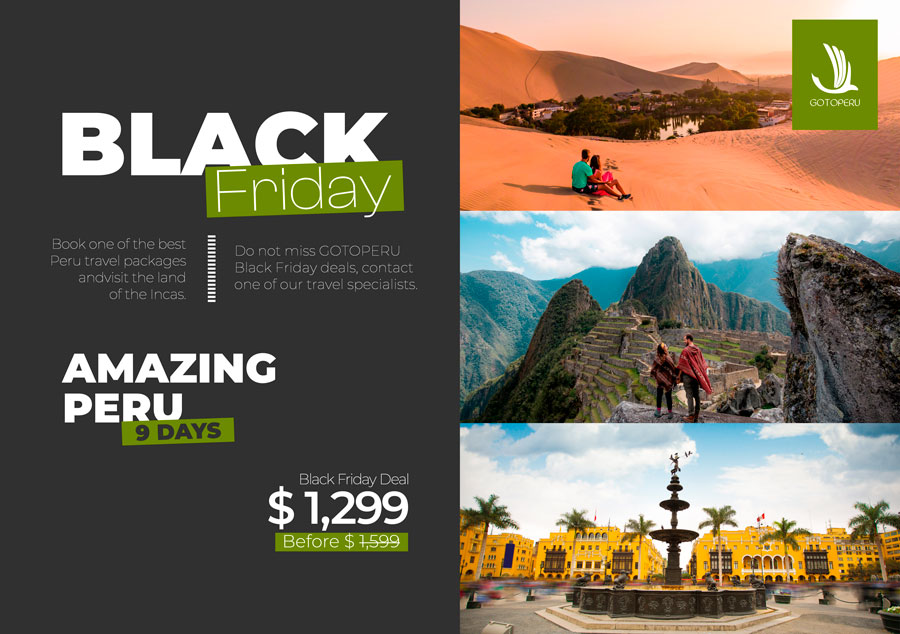 BLACK
Friday
Book one of the best
Peru travel packages
andvisit the land
of the Incas.
Do not miss GOTOPERU
Black Friday deals, contact
one of our travel specialists.
AMAZING
PERU
9 DAYS
Black Friday Deal
$ 1,299
Before $ 1,599
GOTOPERU